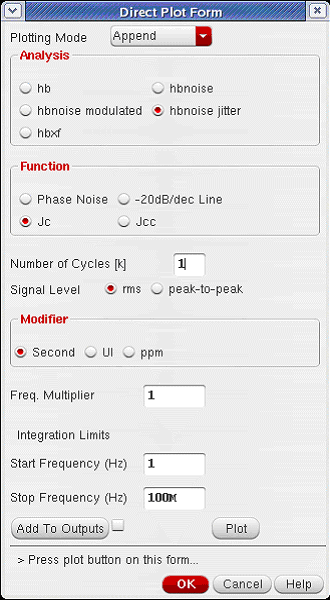 Direct Plot Form
Plotting Mode Append
Analysis
hb hbnoise
hbnoise modulated hbnoise jitter
hbxf
Function
Phase Noise -20dB/dec Line
Jc Jcc
Number of Cycles [k] 1
Signal Level rms peak-to-peak
Modifier
Second UI ppm
Freq. Multiplier 1
Integration Limits
Start Frequency (Hz) 1
Stop Frequency (Hz) 100M
Add To Outputs Plot
> Press plot button on this form...
OK Cancel Help